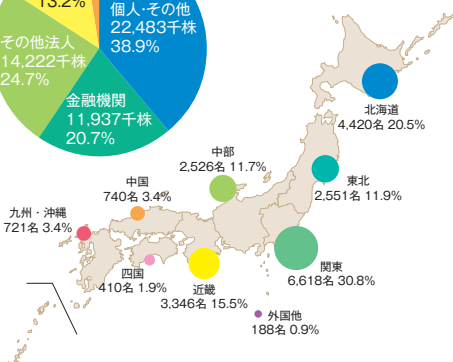 13.2%
個人・その他
22,483千株
38.9%
その他法人
14,222千株
24.7%
金融機関
11,937千株
20.7%
北海道
4,420名 20.5%
中部
2,526名 11.7%
東北
2,551名 11.9%
中国
740名 3.4%
九州・沖縄
721名 3.4%
四国
410名 1.9%
近畿
3,346名 15.5%
関東
6,618名 30.8%
外国他
188名 0.9%